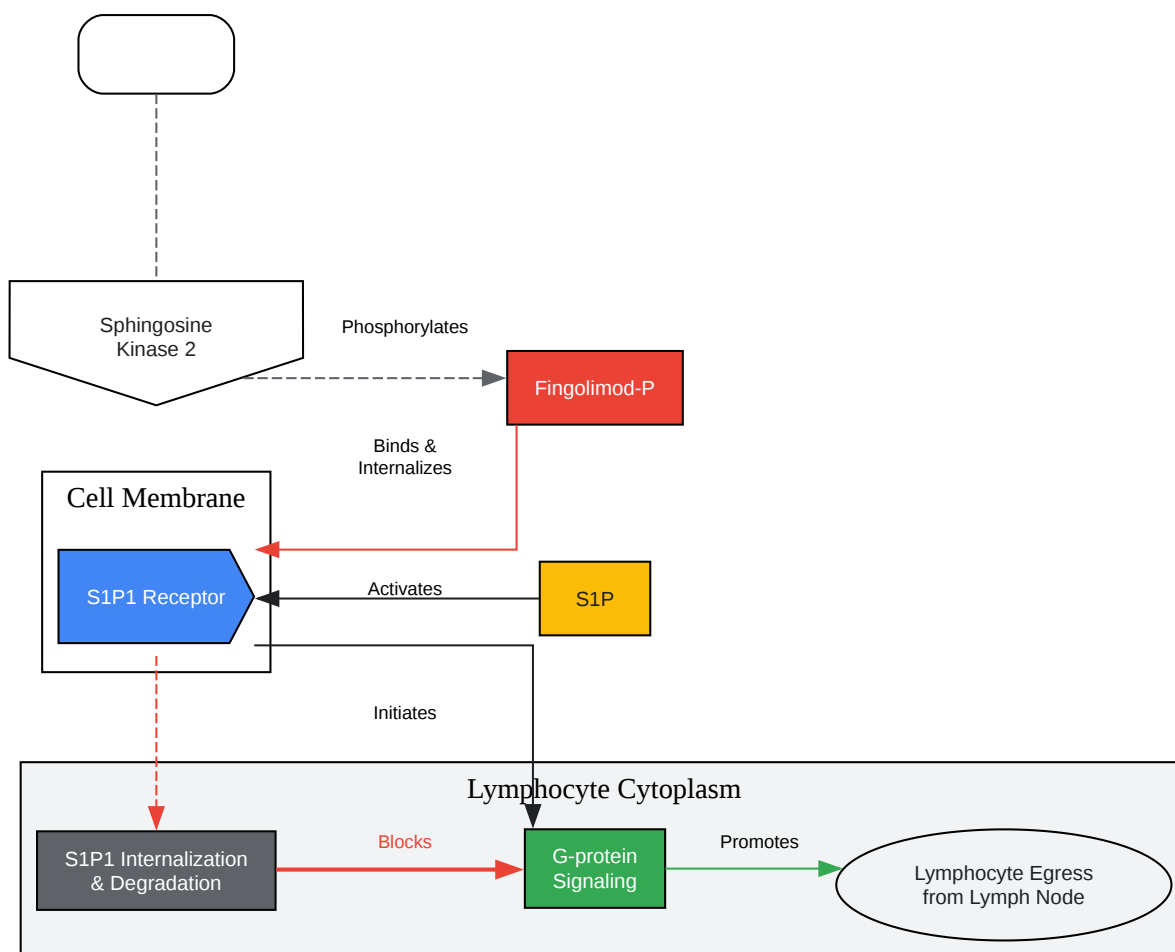 Sphingosine
Kinase 2
Phosphorylates
Fingolimod-P
Binds &
Internalizes
Cell Membrane
S1P1 Receptor
Activates
S1P
Initiates
Lymphocyte Cytoplasm
S1P1 Internalization
& Degradation
Blocks
G-protein
Signaling
Promotes
Lymphocyte Egress
from Lymph Node